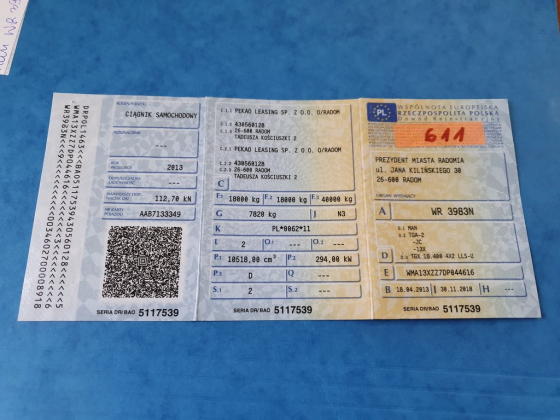 CIĄGNIK SAMOCHODOWY
---
2013
---
112,70 kN
AAB7133349
SERIA DR/BAO 5117539
C.1.1 PEKAO LEASING SP. Z O.O. O/RADOM
C.1.2 430560128
C.1.3 26-600 RADOM
TADEUSZA KOŚCIUSZKI 2
C.2.1 PEKAO LEASING SP. Z O.O. O/RADOM
C.2.2 430560128
C.2.3 26-600 RADOM
TADEUSZA KOŚCIUSZKI 2
C
F.1 18000 kg F.2 18000 kg F.3 40000 kg
G 7820 kg J N3
K PL*0062*11
L 2 O.1 --- O.2 ---
P.1 10518,00 cm³ P.2 294,00 kW
P.3 D Q ---
S.1 2 S.2 ---
SERIA DR/BAO 5117539
PL
WSPÓLNOTA EUROPEJSKA
RZECZPOSPOLITA POLSKA
Dowód Rejestracyjny
611
PREZYDENT MIASTA RADOMIA
ul. JANA KILIŃSKIEGO 30
26-600 RADOM
ORGAN WYDAJĄCY
A WR 3983N
D.1 MAN
D.2 TGA-2
-2C
-13X
D D.3 TGX 18.400 4X2 LLS-U
E WMA13XZZ7DP044616
B 18.04.2013 I 30.11.2018 H ---
SERIA DR/BAO 5117539